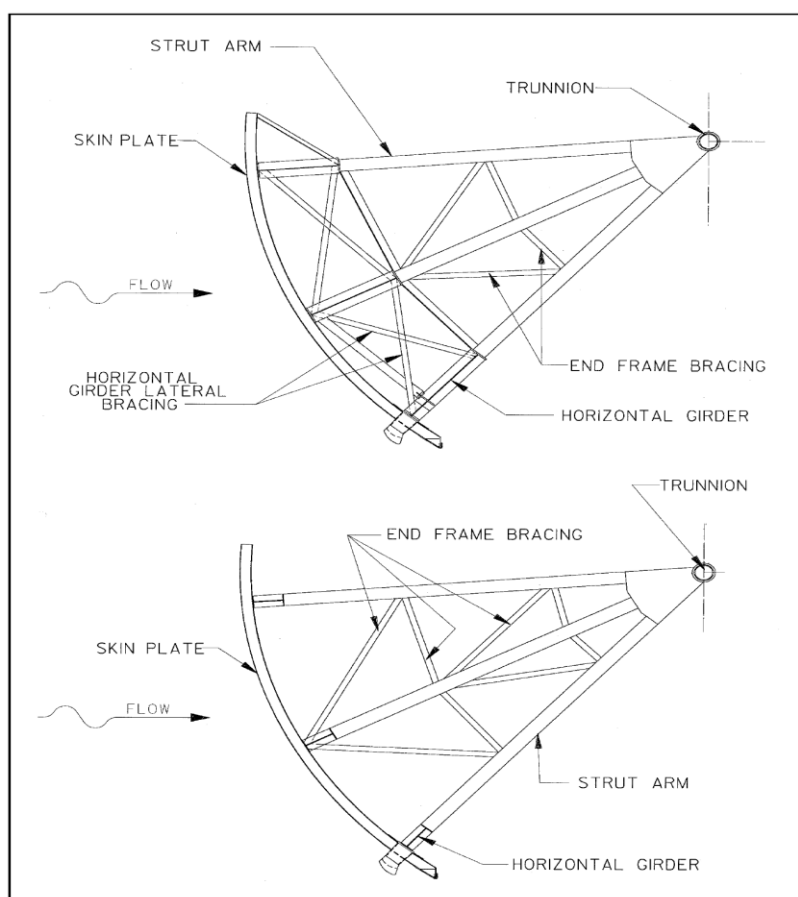 STRUT ARM
TRUNNION
SKIN PLATE
FLOW
END FRAME BRACING
HORIZONTAL
GIRDER LATERAL
BRACING
HORIZONTAL GIRDER
TRUNNION
END FRAME BRACING
SKIN PLATE
FLOW
STRUT ARM
HORIZONTAL GIRDER